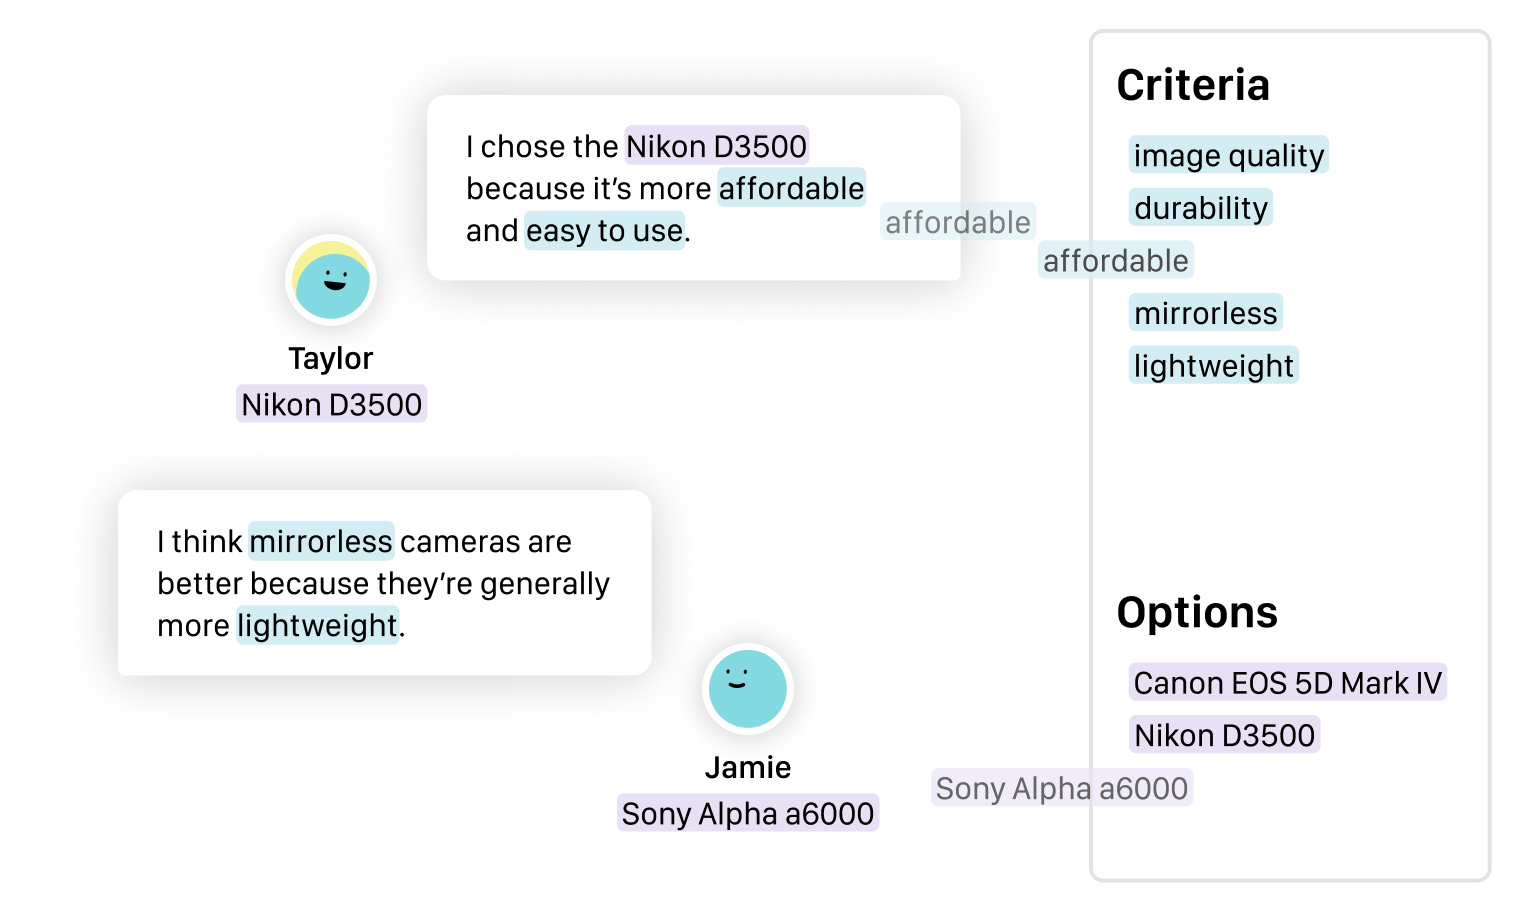 I chose the Nikon D3500
because it’s more affordable
and easy to use.
Taylor
Nikon D3500
I think mirrorless cameras are
better because they’re generally
more lightweight.
Jamie
Sony Alpha a6000
affordable
affordable
Sony Alpha a6000
Criteria
image quality
durability
mirrorless
lightweight
Options
Canon EOS 5D Mark IV
Nikon D3500